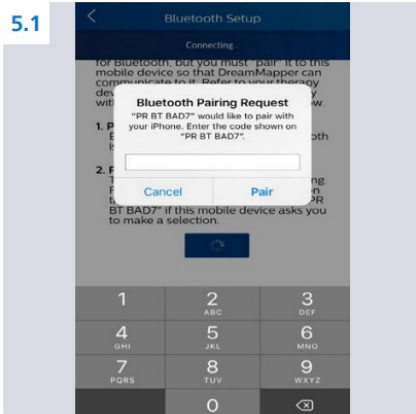 5.1
Bluetooth Setup
Connecting...
for Bluetooth, but you must "pair" it to this
mobile device so that DreamMapper can
communicate to it. Refer to your therapy
dev
with
Bluetooth Pairing Request
"PR BT BAD7" would like to pair with
your iPhone. Enter the code shown on
"PR BT BAD7".
1. P
2.
Cancel Pair
BT BAD7" if this mobile device asks you
to make a selection.
1 2 3
ABC DEF
4 5 6
GHI JKL MNO
7 8 9
PQRS TUV WXYZ
0